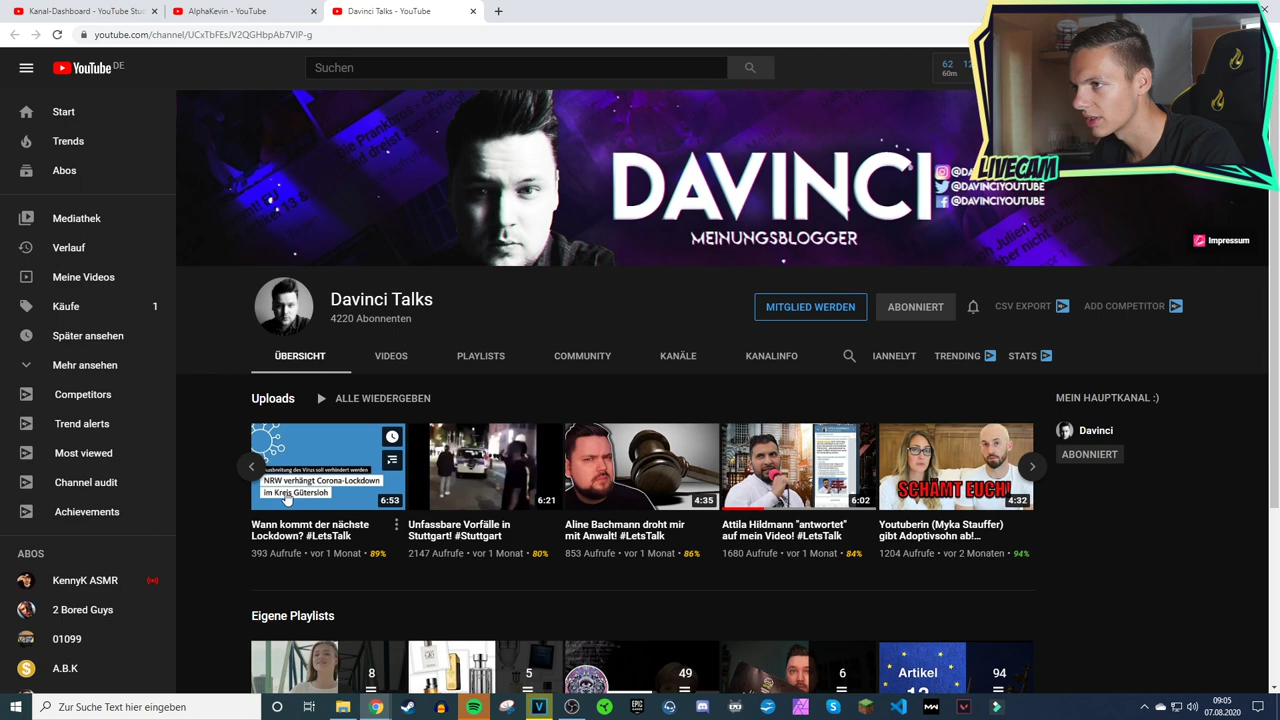 Kanal-Dashboard - YouTube Stu
AlphaKevin - YouTube
Davinci Talks - YouTube
youtube.com/channel/UCxTbFEsJV2QGHbpAb7VIP-g
YouTube DE
Suchen
62
60m
LIVECAM
Start
Trends
Abos
Mediathek
Verlauf
Meine Videos
Käufe 1
Später ansehen
Mehr ansehen
Competitors
Trend alerts
Most viewed
Channel audit
Achievements
ABOS
KennyK ASMR
2 Bored Guys
01099
A.B.K
DAVINCI
MEINUNGSBLOGGER
@DAVINCIYOUTUBE
@DAVINCIYOUTUBE
Impressum
Davinci Talks
4220 Abonnenten
MITGLIED WERDEN
ABONNIERT
CSV EXPORT
ADD COMPETITOR
ÜBERSICHT
VIDEOS
PLAYLISTS
COMMUNITY
KANÄLE
KANALINFO
IANNELYT
TRENDING
STATS
Uploads
ALLE WIEDERGEBEN
MEIN HAUPTKANAL :)
Davinci
ABONNIERT
usbreitung des Virus soll verhindert werden
NRW verhängt Corona-Lockdown
im Kreis Gütersloh
6:53
6:21
4:35
6:02
SCHÄMT EUCH!
4:32
Wann kommt der nächste
Lockdown? #LetsTalk
393 Aufrufe • vor 1 Monat • 89%
Unfassbare Vorfälle in
Stuttgart! #Stuttgart
2147 Aufrufe • vor 1 Monat • 80%
Aline Bachmann droht mir
mit Anwalt! #LetsTalk
853 Aufrufe • vor 1 Monat • 86%
Attila Hildmann "antwortet"
auf mein Video! #LetsTalk
1680 Aufrufe • vor 1 Monat • 84%
Youtuberin (Myka Stauffer)
gibt Adoptivsohn ab!...
1204 Aufrufe • vor 2 Monaten • 94%
Eigene Playlists
8
5
49
6
Artikel
94
Zur Suche Text hier eingeben
09:05
07.08.2020